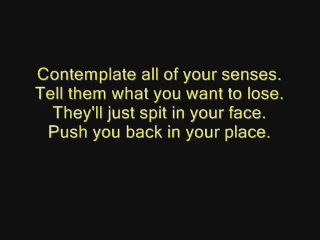 Contemplate all of your senses.
Tell them what you want to lose.
They'll just spit in your face.
Push you back in your place.